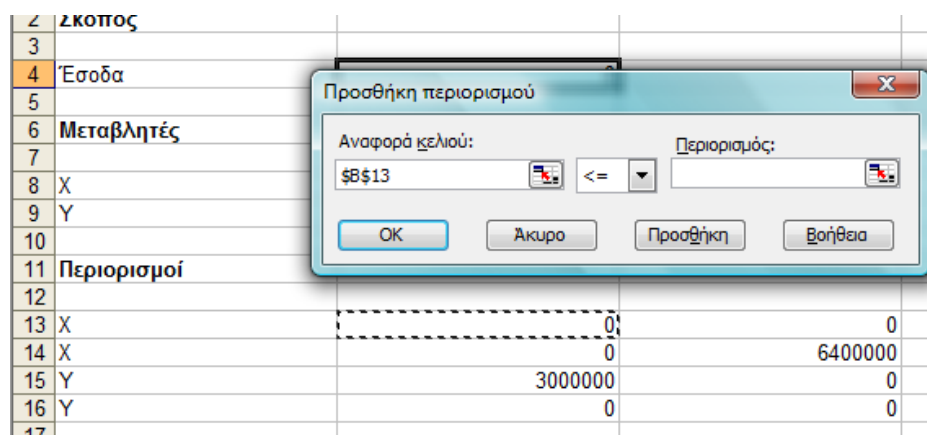 2 Σκοπός
3
4 Έσοδα
5
6 Μεταβλητές
7
8 X
9 Y
10
11 Περιορισμοί
12
13 X 0 0
14 X 0 6400000
15 Y 3000000 0
16 Y 0 0
17
Προσθήκη περιορισμού
Αναφορά κελιού: Περιορισμός:
$B$13 <=
OK Άκυρο Προσθήκη Βοήθεια